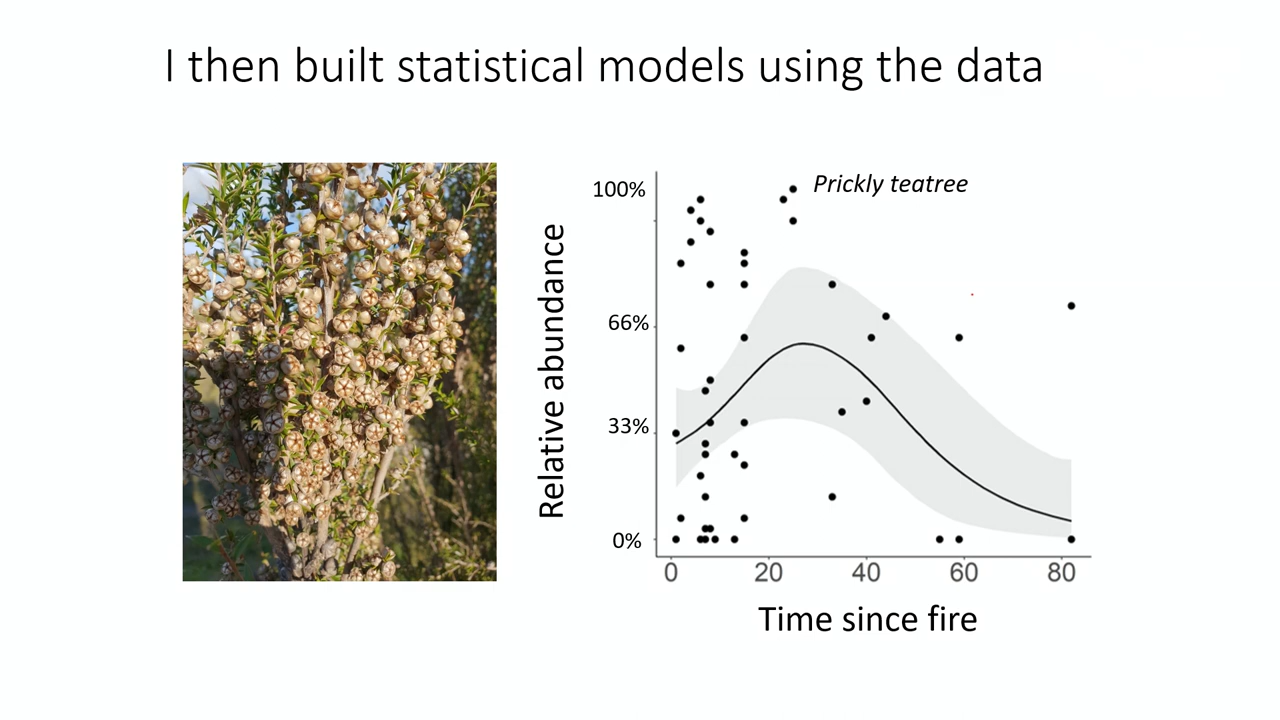 I then built statistical models using the data
Prickly teatree
Relative abundance
100%
66%
33%
0%
0 20 40 60 80
Time since fire